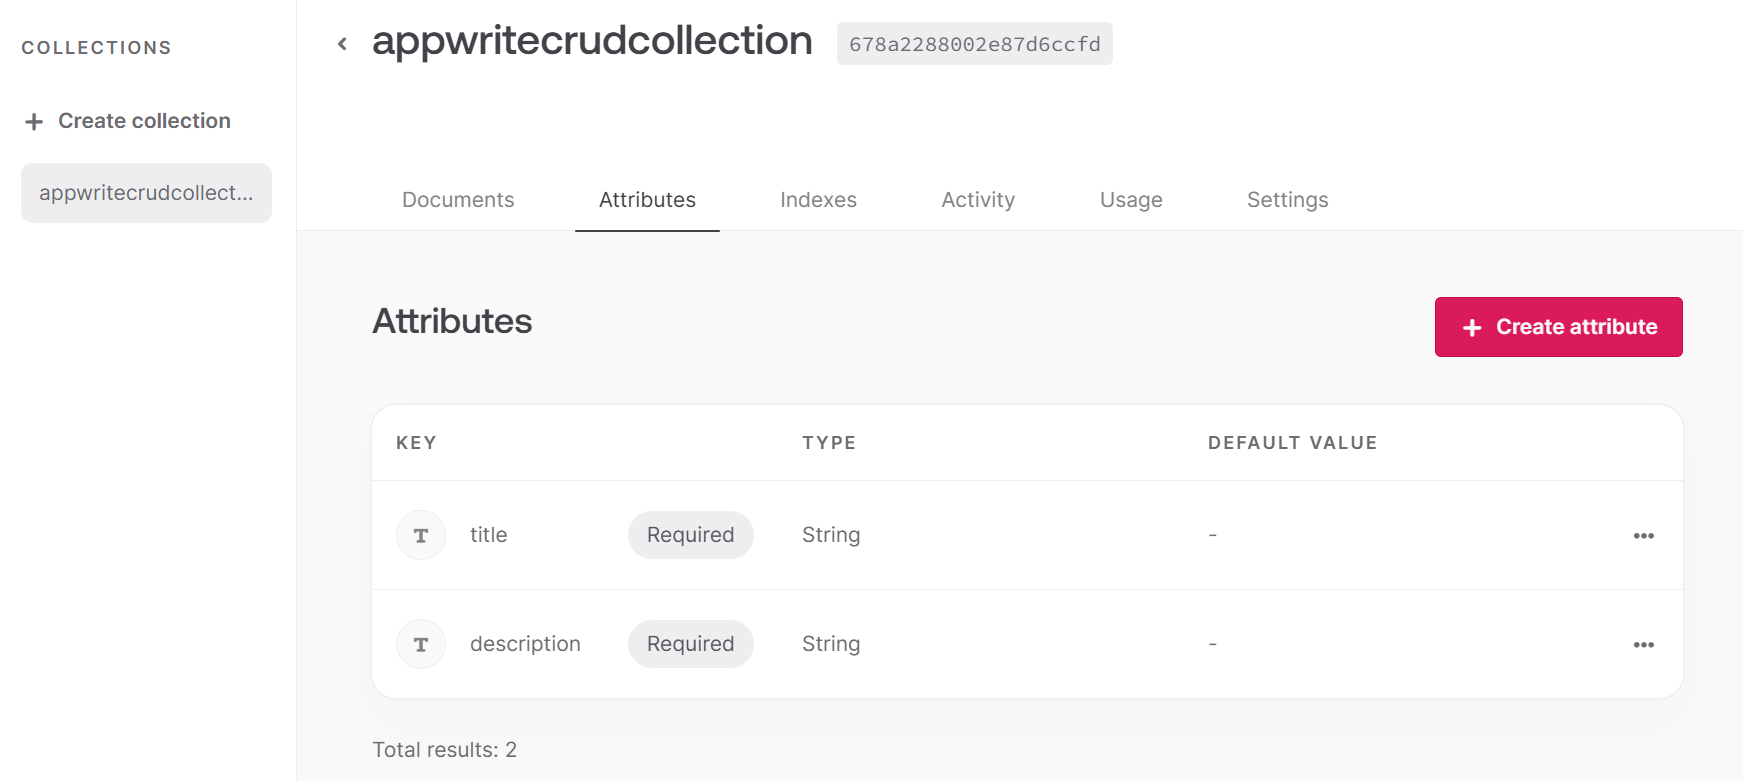 COLLECTIONS
Create collection
appwritecrudcollect...
appwritecrudcollection 678a2288002e87d6ccfd
Documents Attributes Indexes Activity Usage Settings
Attributes
Create attribute
KEY TYPE DEFAULT VALUE
T title Required String -
T description Required String -
Total results: 2